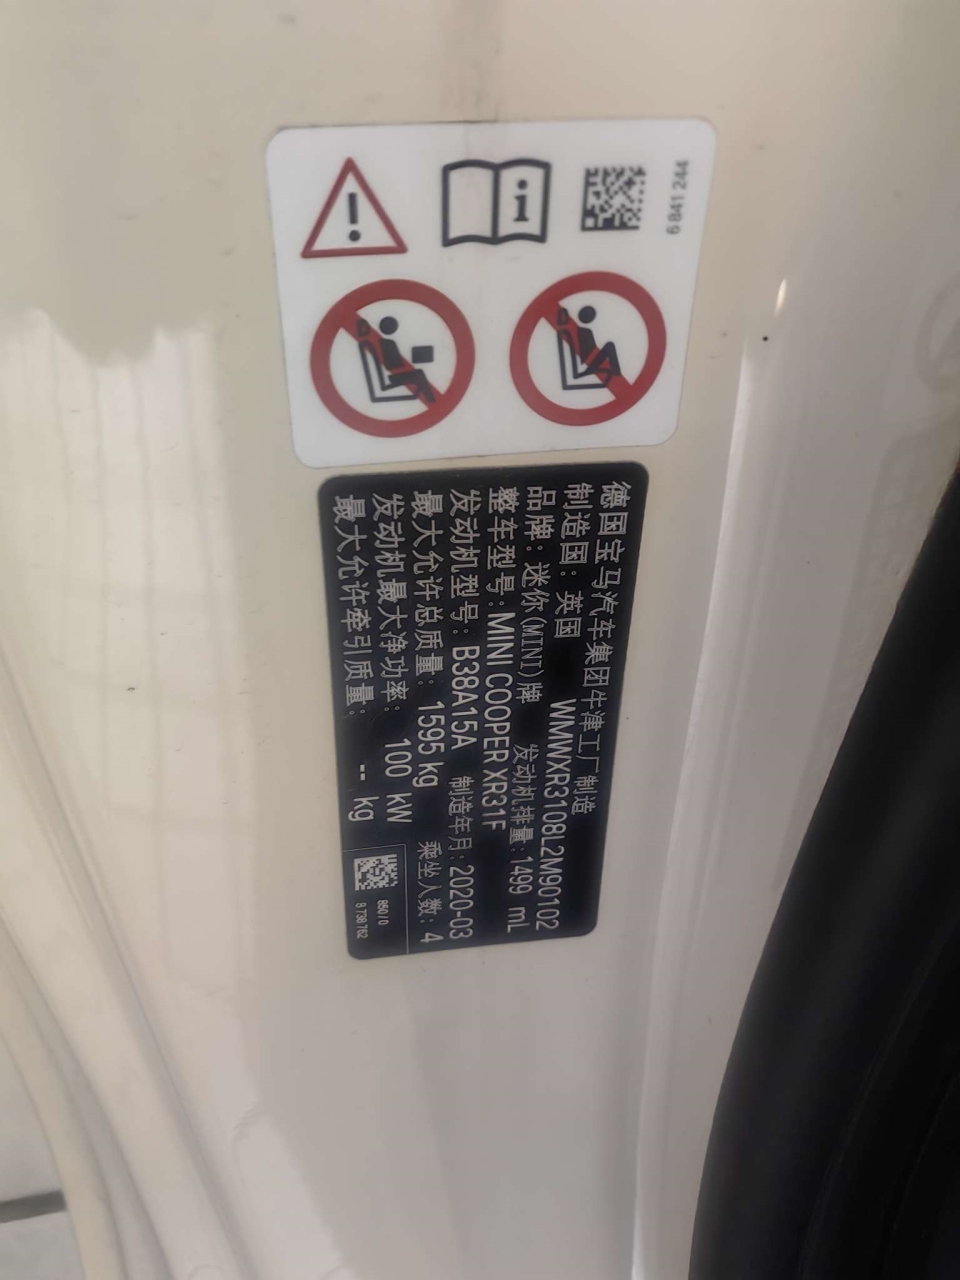 6 841 244
德国宝马汽车集团牛津工厂制造
制造国：英国 WMWXR3108L2M90102
品牌：迷你(MINI)牌 发动机排量:1499 mL
整车型号:MINI COOPER XR31F
发动机型号：B38A15A 制造年月:2020-03
最大允许总质量：1595 kg 乘坐人数：4
发动机最大净功率： 100 kW
最大允许牵引质量： -- kg
650/0
8 738 762